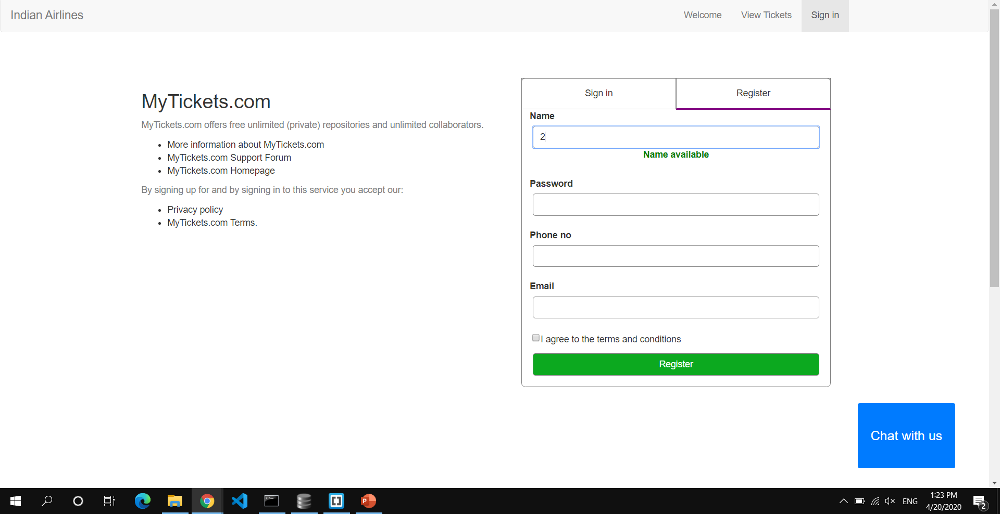 Indian Airlines
Welcome
View Tickets
Sign in
MyTickets.com
MyTickets.com offers free unlimited (private) repositories and unlimited collaborators.
More information about MyTickets.com
MyTickets.com Support Forum
MyTickets.com Homepage
By signing up for and by signing in to this service you accept our:
Privacy policy
MyTickets.com Terms.
Sign in
Register
Name
2
Name available
Password
Phone no
Email
I agree to the terms and conditions
Register
Chat with us
ENG
1:23 PM
4/20/2020
2